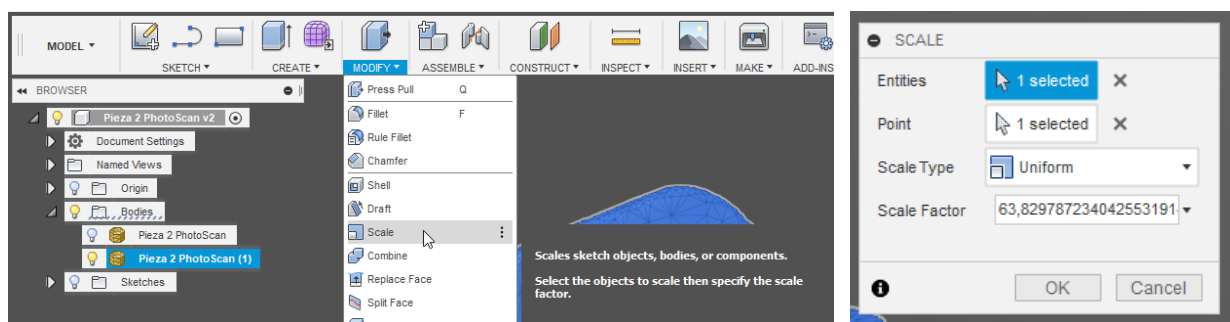 MODEL ▾
SKETCH ▾
CREATE ▾
MODIFY ▾
ASSEMBLE ▾
CONSTRUCT ▾
INSPECT ▾
INSERT ▾
MAKE ▾
ADD-INS
BROWSER
Pieza 2 PhotoScan v2
Document Settings
Named Views
Origin
Bodies
Pieza 2 PhotoScan
Pieza 2 PhotoScan (1)
Sketches
Press Pull Q
Fillet F
Rule Fillet
Chamfer
Shell
Draft
Scale
Combine
Replace Face
Split Face
Scales sketch objects, bodies, or components.
Select the objects to scale then specify the scale
factor.
SCALE
Entities 1 selected
Point 1 selected
Scale Type Uniform
Scale Factor 63,829787234042553191
OK Cancel